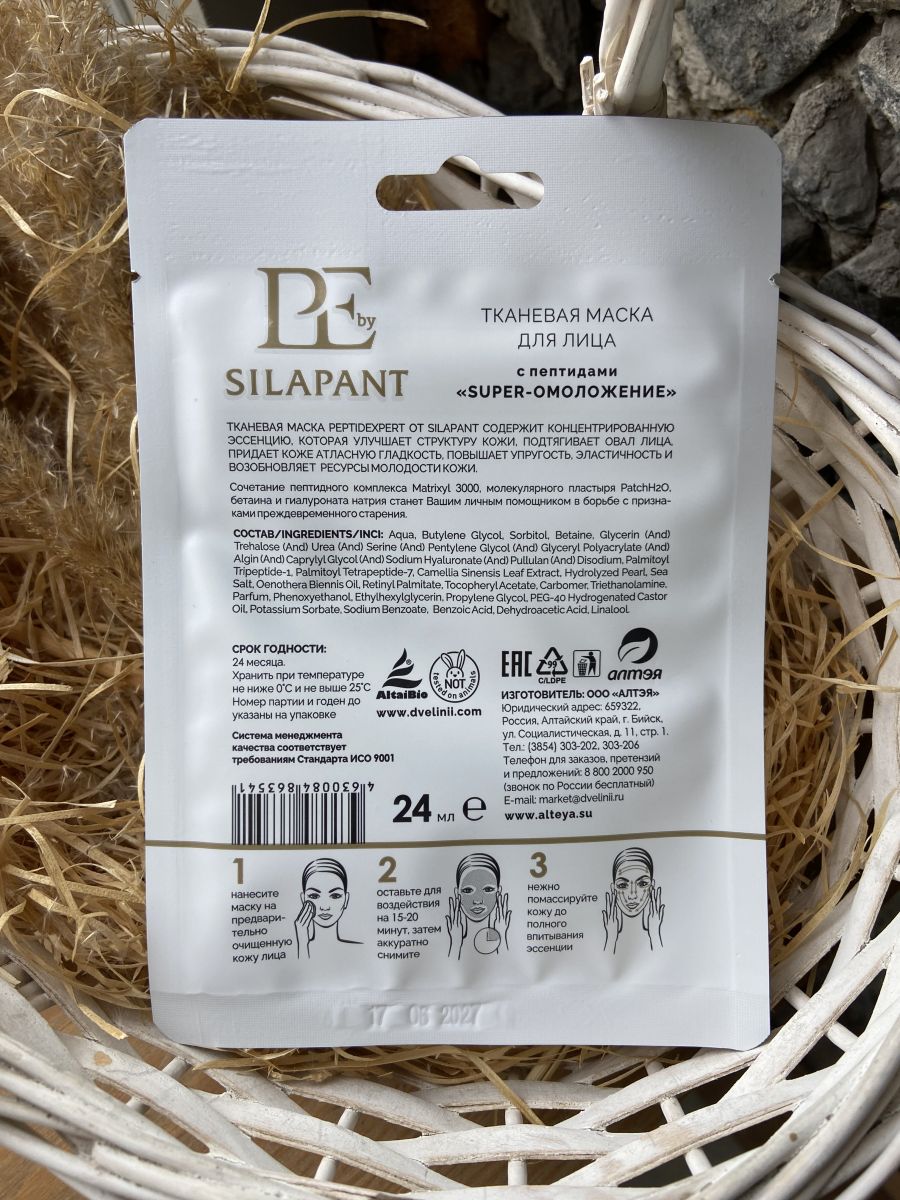 PE by
SILAPANT
ТКАНЕВАЯ МАСКА
ДЛЯ ЛИЦА
с пептидами
«SUPER-ОМОЛОЖЕНИЕ»
ТКАНЕВАЯ МАСКА PEPTIDEXPERT ОТ SILAPANT СОДЕРЖИТ КОНЦЕНТРИРОВАННУЮ
ЭССЕНЦИЮ, КОТОРАЯ УЛУЧШАЕТ СТРУКТУРУ КОЖИ, ПОДТЯГИВАЕТ ОВАЛ ЛИЦА,
ПРИДАЕТ КОЖЕ АТЛАСНУЮ ГЛАДКОСТЬ, ПОВЫШАЕТ УПРУГОСТЬ, ЭЛАСТИЧНОСТЬ И
ВОЗОБНОВЛЯЕТ РЕСУРСЫ МОЛОДОСТИ КОЖИ.
Сочетание пептидного комплекса Matrixyl 3000, молекулярного пластыря PatchH2O,
бетаина и гиалуроната натрия станет Вашим личным помощником в борьбе с призна-
ками преждевременного старения.
СОСТАВ/INGREDIENTS/INCI: Aqua, Butylene Glycol, Sorbitol, Betaine, Glycerin (And)
Trehalose (And) Urea (And) Serine (And) Pentylene Glycol (And) Glyceryl Polyacrylate (And)
Algin (And) Caprylyl Glycol (And) Sodium Hyaluronate (And) Pullulan (And) Disodium, Palmitoyl
Tripeptide-1, Palmitoyl Tetrapeptide-7, Camellia Sinensis Leaf Extract, Hydrolyzed Pearl, Sea
Salt, Oenothera Biennis Oil, Retinyl Palmitate, Tocopheryl Acetate, Carbomer, Triethanolamine,
Parfum, Phenoxyethanol, Ethylhexylglycerin, Propylene Glycol, PEG-40 Hydrogenated Castor
Oil, Potassium Sorbate, Sodium Benzoate, Benzoic Acid, Dehydroacetic Acid, Linalool.
СРОК ГОДНОСТИ:
24 месяца.
Хранить при температуре
не ниже 0°С и не выше 25°С
Номер партии и годен до
указаны на упаковке
Система менеджмента
качества соответствует
требованиям Стандарта ИСО 9001
AltaiBio
NOT
tested on animals
www.dvelinii.com
EAC
99
C/LDPE
алтэя
ИЗГОТОВИТЕЛЬ: ООО «АЛТЭЯ»
Юридический адрес: 659322,
Россия, Алтайский край, г. Бийск,
ул. Социалистическая, д. 11, стр. 1.
Тел.: (3854) 303-202, 303-206
Телефон для заказов, претензий
и предложений: 8 800 2000 950
(звонок по России бесплатный)
E-mail: market@dvelinii.ru
www.alteya.su
4 630084 863541
24 мл e
1
нанесите
маску на
предвари-
тельно
очищенную
кожу лица
2
оставьте для
воздействия
на 15-20
минут, затем
аккуратно
снимите
3
нежно
помассируйте
кожу до
полного
впитывания
эссенции
17 06 2027